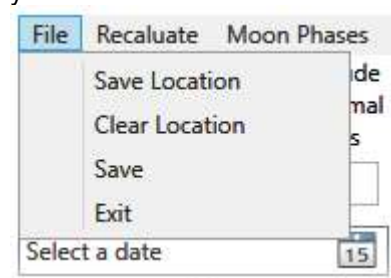 File Recaluate Moon Phases
Save Location
Clear Location
Save
Exit
Select a date 15